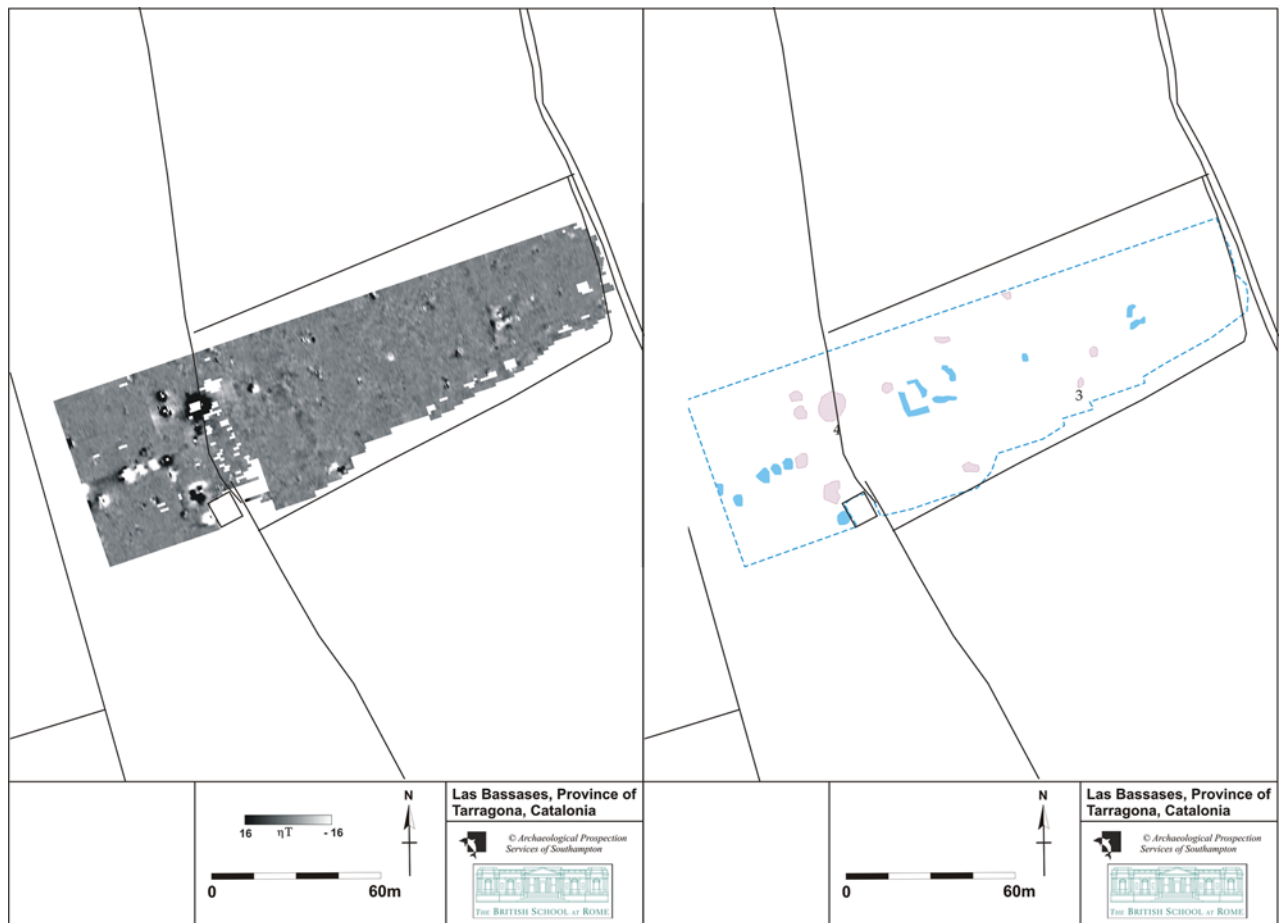 4
3
16 ηT - 16
N
0 60m
Las Bassases, Province of
Tarragona, Catalonia
© Archaeological Prospection
Services of Southampton
THE BRITISH SCHOOL AT ROME
N
0 60m
Las Bassases, Province of
Tarragona, Catalonia
© Archaeological Prospection
Services of Southampton
THE BRITISH SCHOOL AT ROME